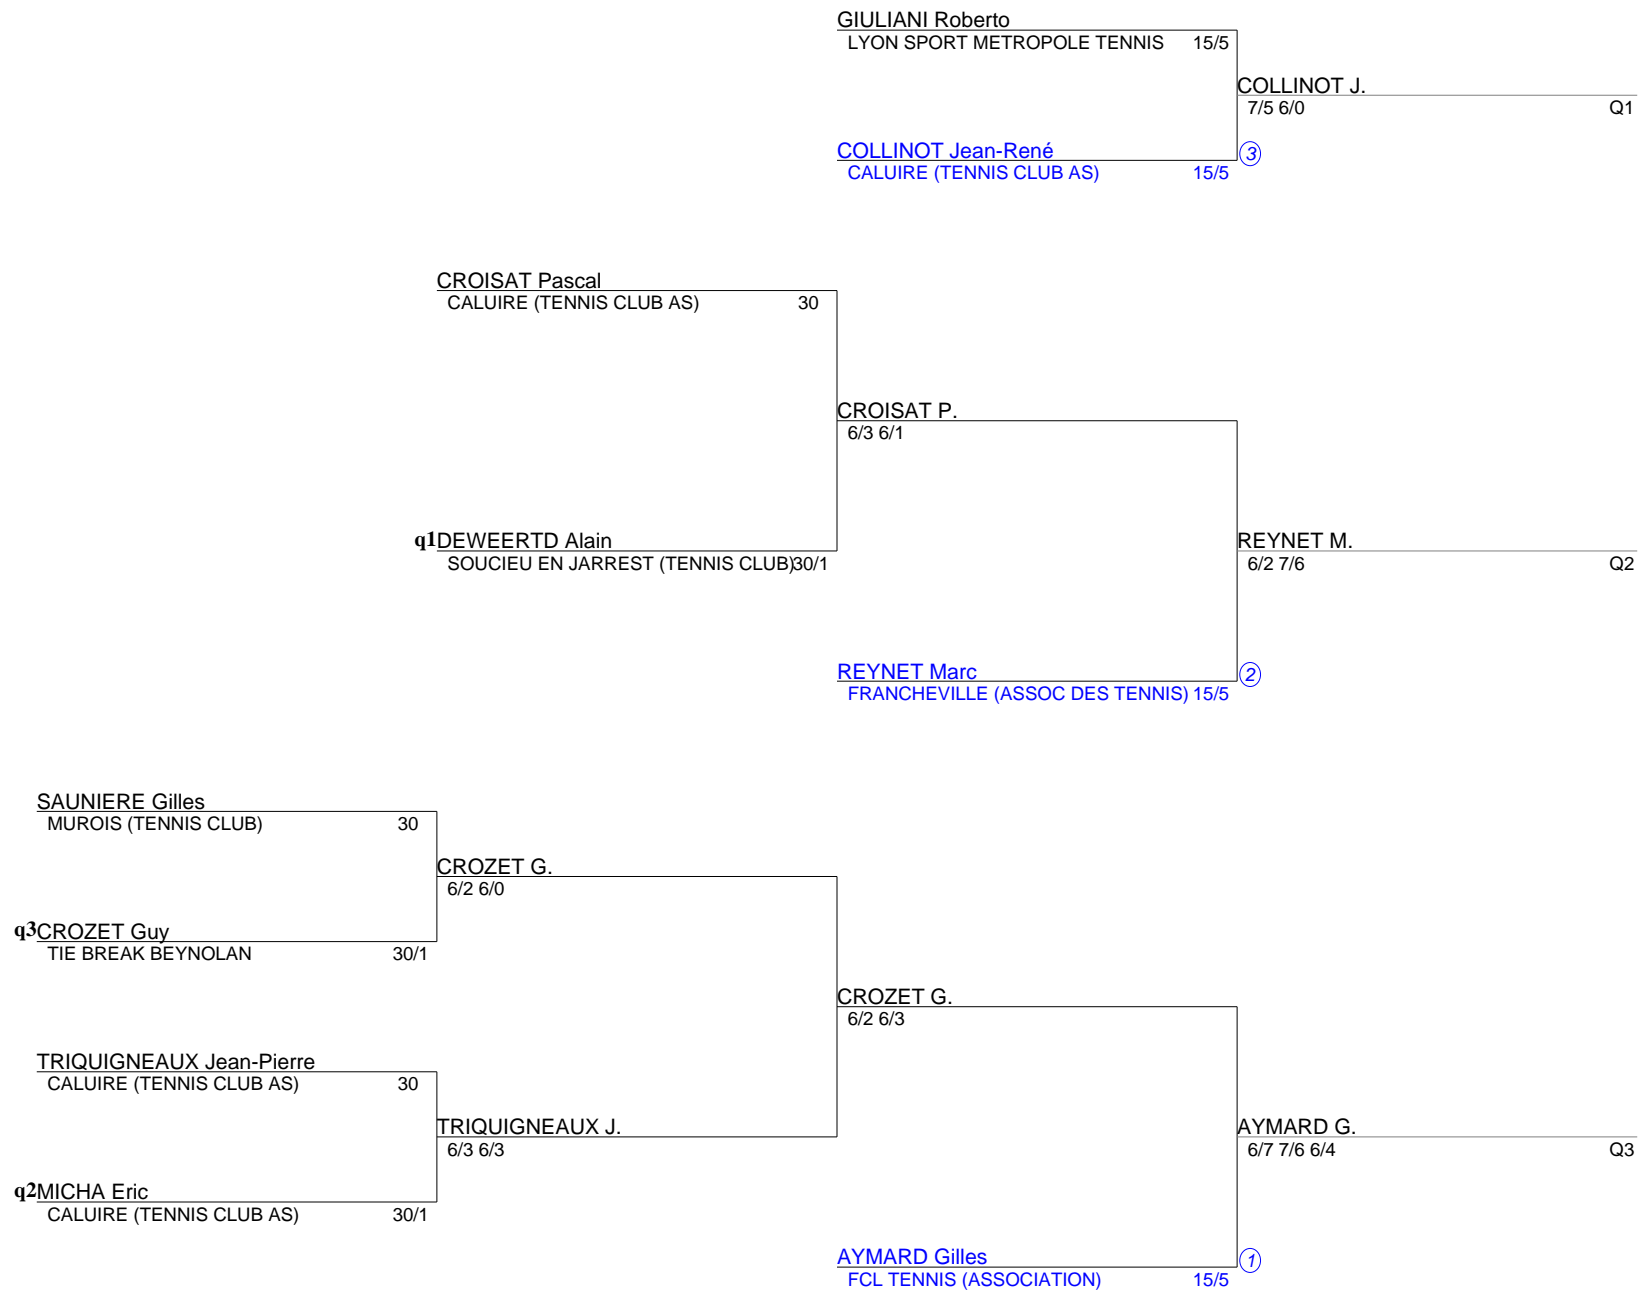 GIULIANI Roberto
LYON SPORT METROPOLE TENNIS 15/5
COLLINOT J.
7/5 6/0 Q1
COLLINOT Jean-René 3
CALUIRE (TENNIS CLUB AS) 15/5
CROISAT Pascal
CALUIRE (TENNIS CLUB AS) 30
CROISAT P.
6/3 6/1
q1 DEWEERTD Alain
SOUCIEU EN JARREST (TENNIS CLUB) 30/1
REYNET M.
6/2 7/6 Q2
REYNET Marc 2
FRANCHEVILLE (ASSOC DES TENNIS) 15/5
SAUNIERE Gilles
MUROIS (TENNIS CLUB) 30
CROZET G.
6/2 6/0
q3 CROZET Guy
TIE BREAK BEYNOLAN 30/1
CROZET G.
6/2 6/3
TRIQUIGNEAUX Jean-Pierre
CALUIRE (TENNIS CLUB AS) 30
TRIQUIGNEAUX J.
6/3 6/3
AYMARD G.
6/7 7/6 6/4 Q3
q2 MICHA Eric
CALUIRE (TENNIS CLUB AS) 30/1
AYMARD Gilles 1
FCL TENNIS (ASSOCIATION) 15/5